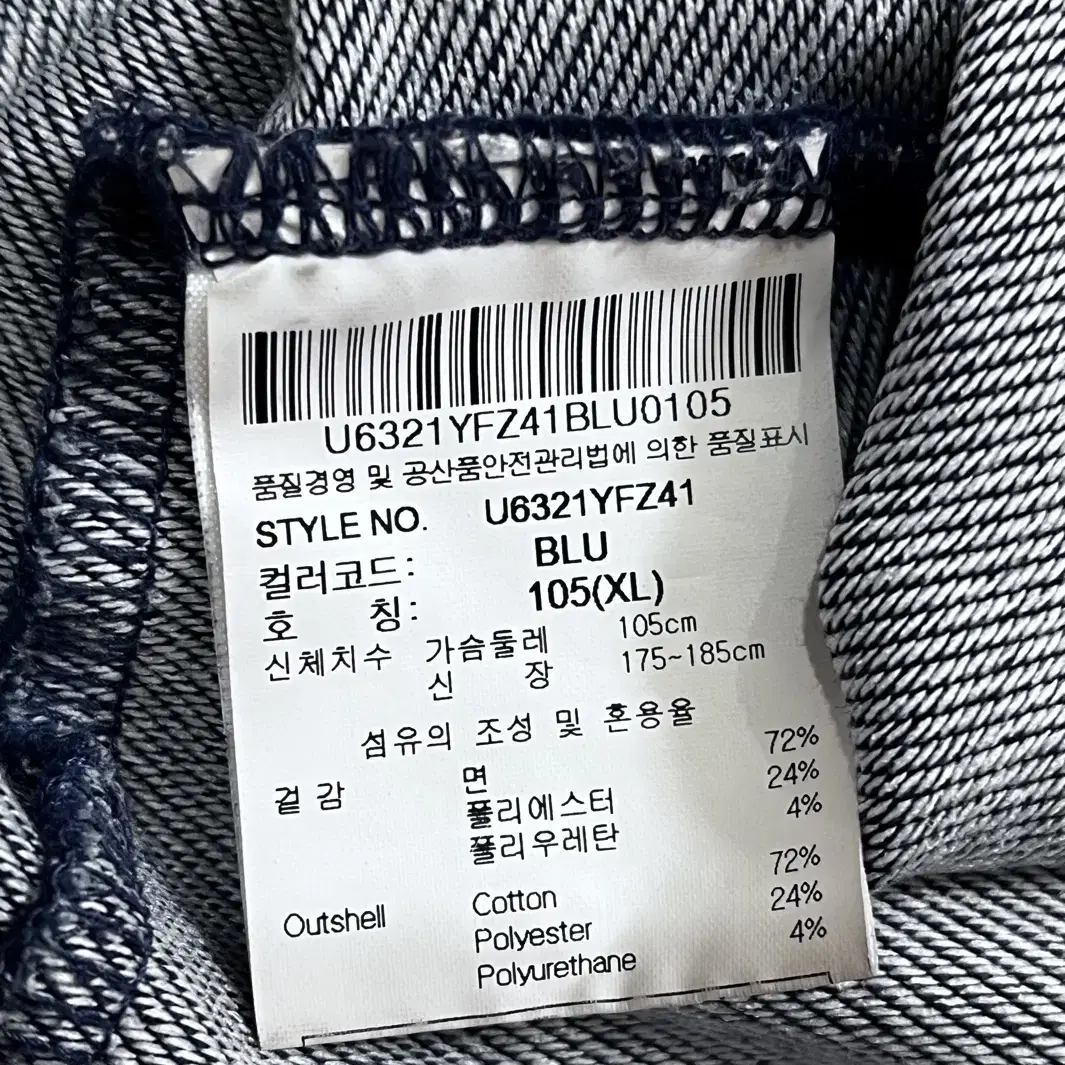 U6321YFZ41BLU0105
품질경영 및 공산품안전관리법에 의한 품질표시
STYLE NO. U6321YFZ41
컬러코드: BLU
호 칭: 105(XL)
신체치수 가슴둘레 105cm
신 장 175~185cm
섬유의 조성 및 혼용율
겉 감 면 72%
폴리에스터 24%
폴리우레탄 4%
Outshell Cotton 72%
Polyester 24%
Polyurethane 4%